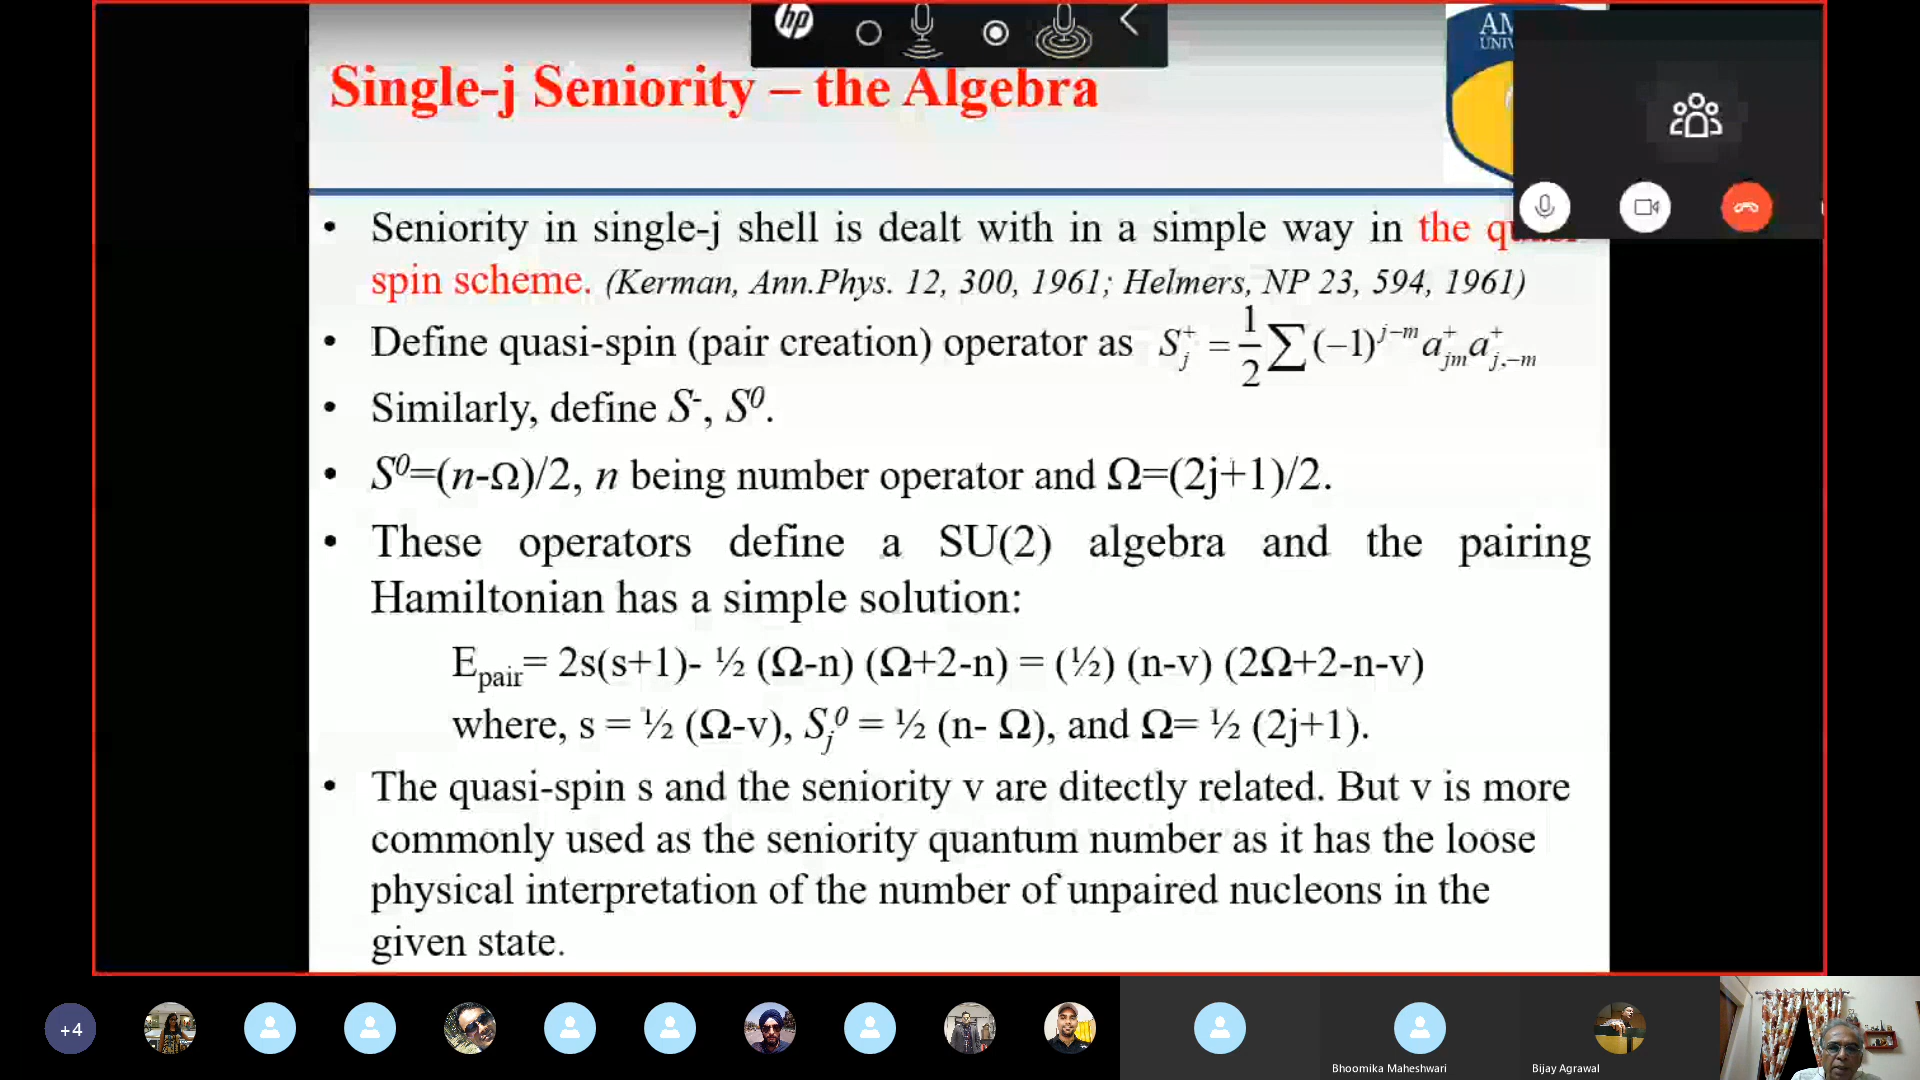 hp
Single-j Seniority – the Algebra
• Seniority in single-j shell is dealt with in a simple way in the
spin scheme. (Kerman, Ann.Phys. 12, 300, 1961; Helmers, NP 23, 594, 1961)
• Define quasi-spin (pair creation) operator as S_j^+ = 1/2 ∑(−1)^{j−m} a_{jm}^+ a_{j,−m}^+
• Similarly, define S⁻, S⁰.
• S⁰=(n-Ω)/2, n being number operator and Ω=(2j+1)/2.
• These operators define a SU(2) algebra and the pairing
Hamiltonian has a simple solution:
E_pair= 2s(s+1)- ½ (Ω-n) (Ω+2-n) = (½) (n-v) (2Ω+2-n-v)
where, s = ½ (Ω-v), S_j^0 = ½ (n- Ω), and Ω= ½ (2j+1).
• The quasi-spin s and the seniority v are ditectly related. But v is more
commonly used as the seniority quantum number as it has the loose
physical interpretation of the number of unpaired nucleons in the
given state.
+4
Bhoomika Maheshwari
Bijay Agrawal